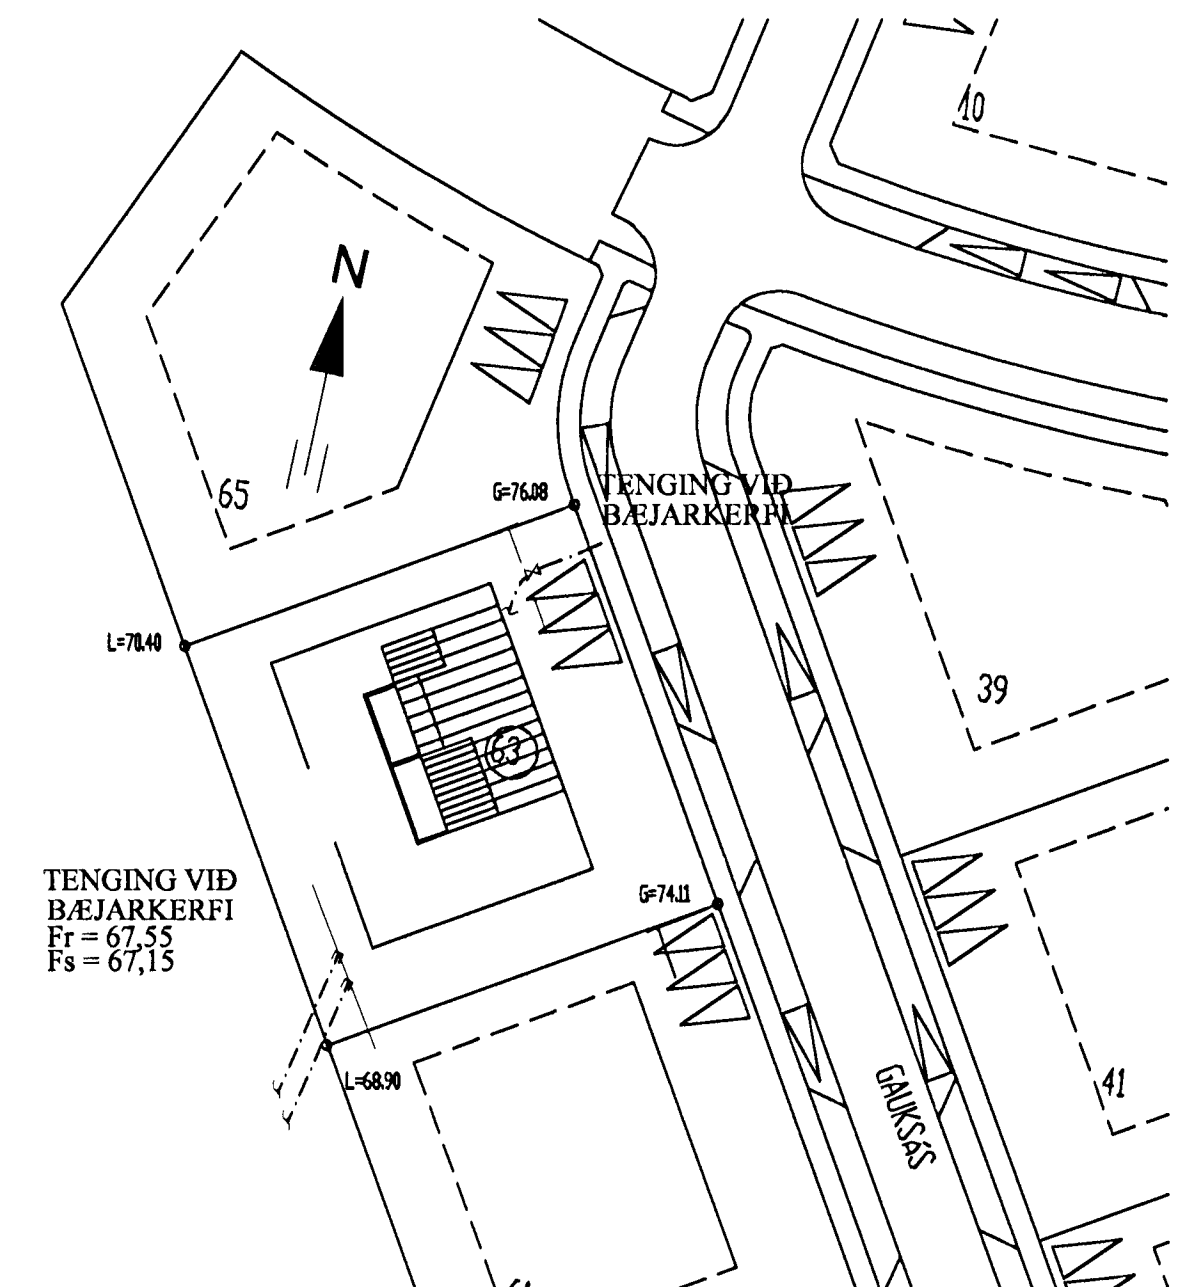 10
N
65
G=76.08
TENGING VIÐ
BÆJARKERFI
L=70.40
39
63
TENGING VIÐ
BÆJARKERFI
Fr = 67,55
Fs = 67,15
G=74.11
L=68.90
41
GAUKSÁS